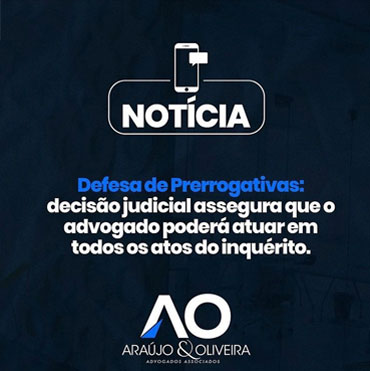 NOTÍCIA
Defesa de Prerrogativas:
decisão judicial assegura que o
advogado poderá atuar em
todos os atos do inquérito.
AO
ARAÚJO & OLIVEIRA
ADVOGADOS ASSOCIADOS